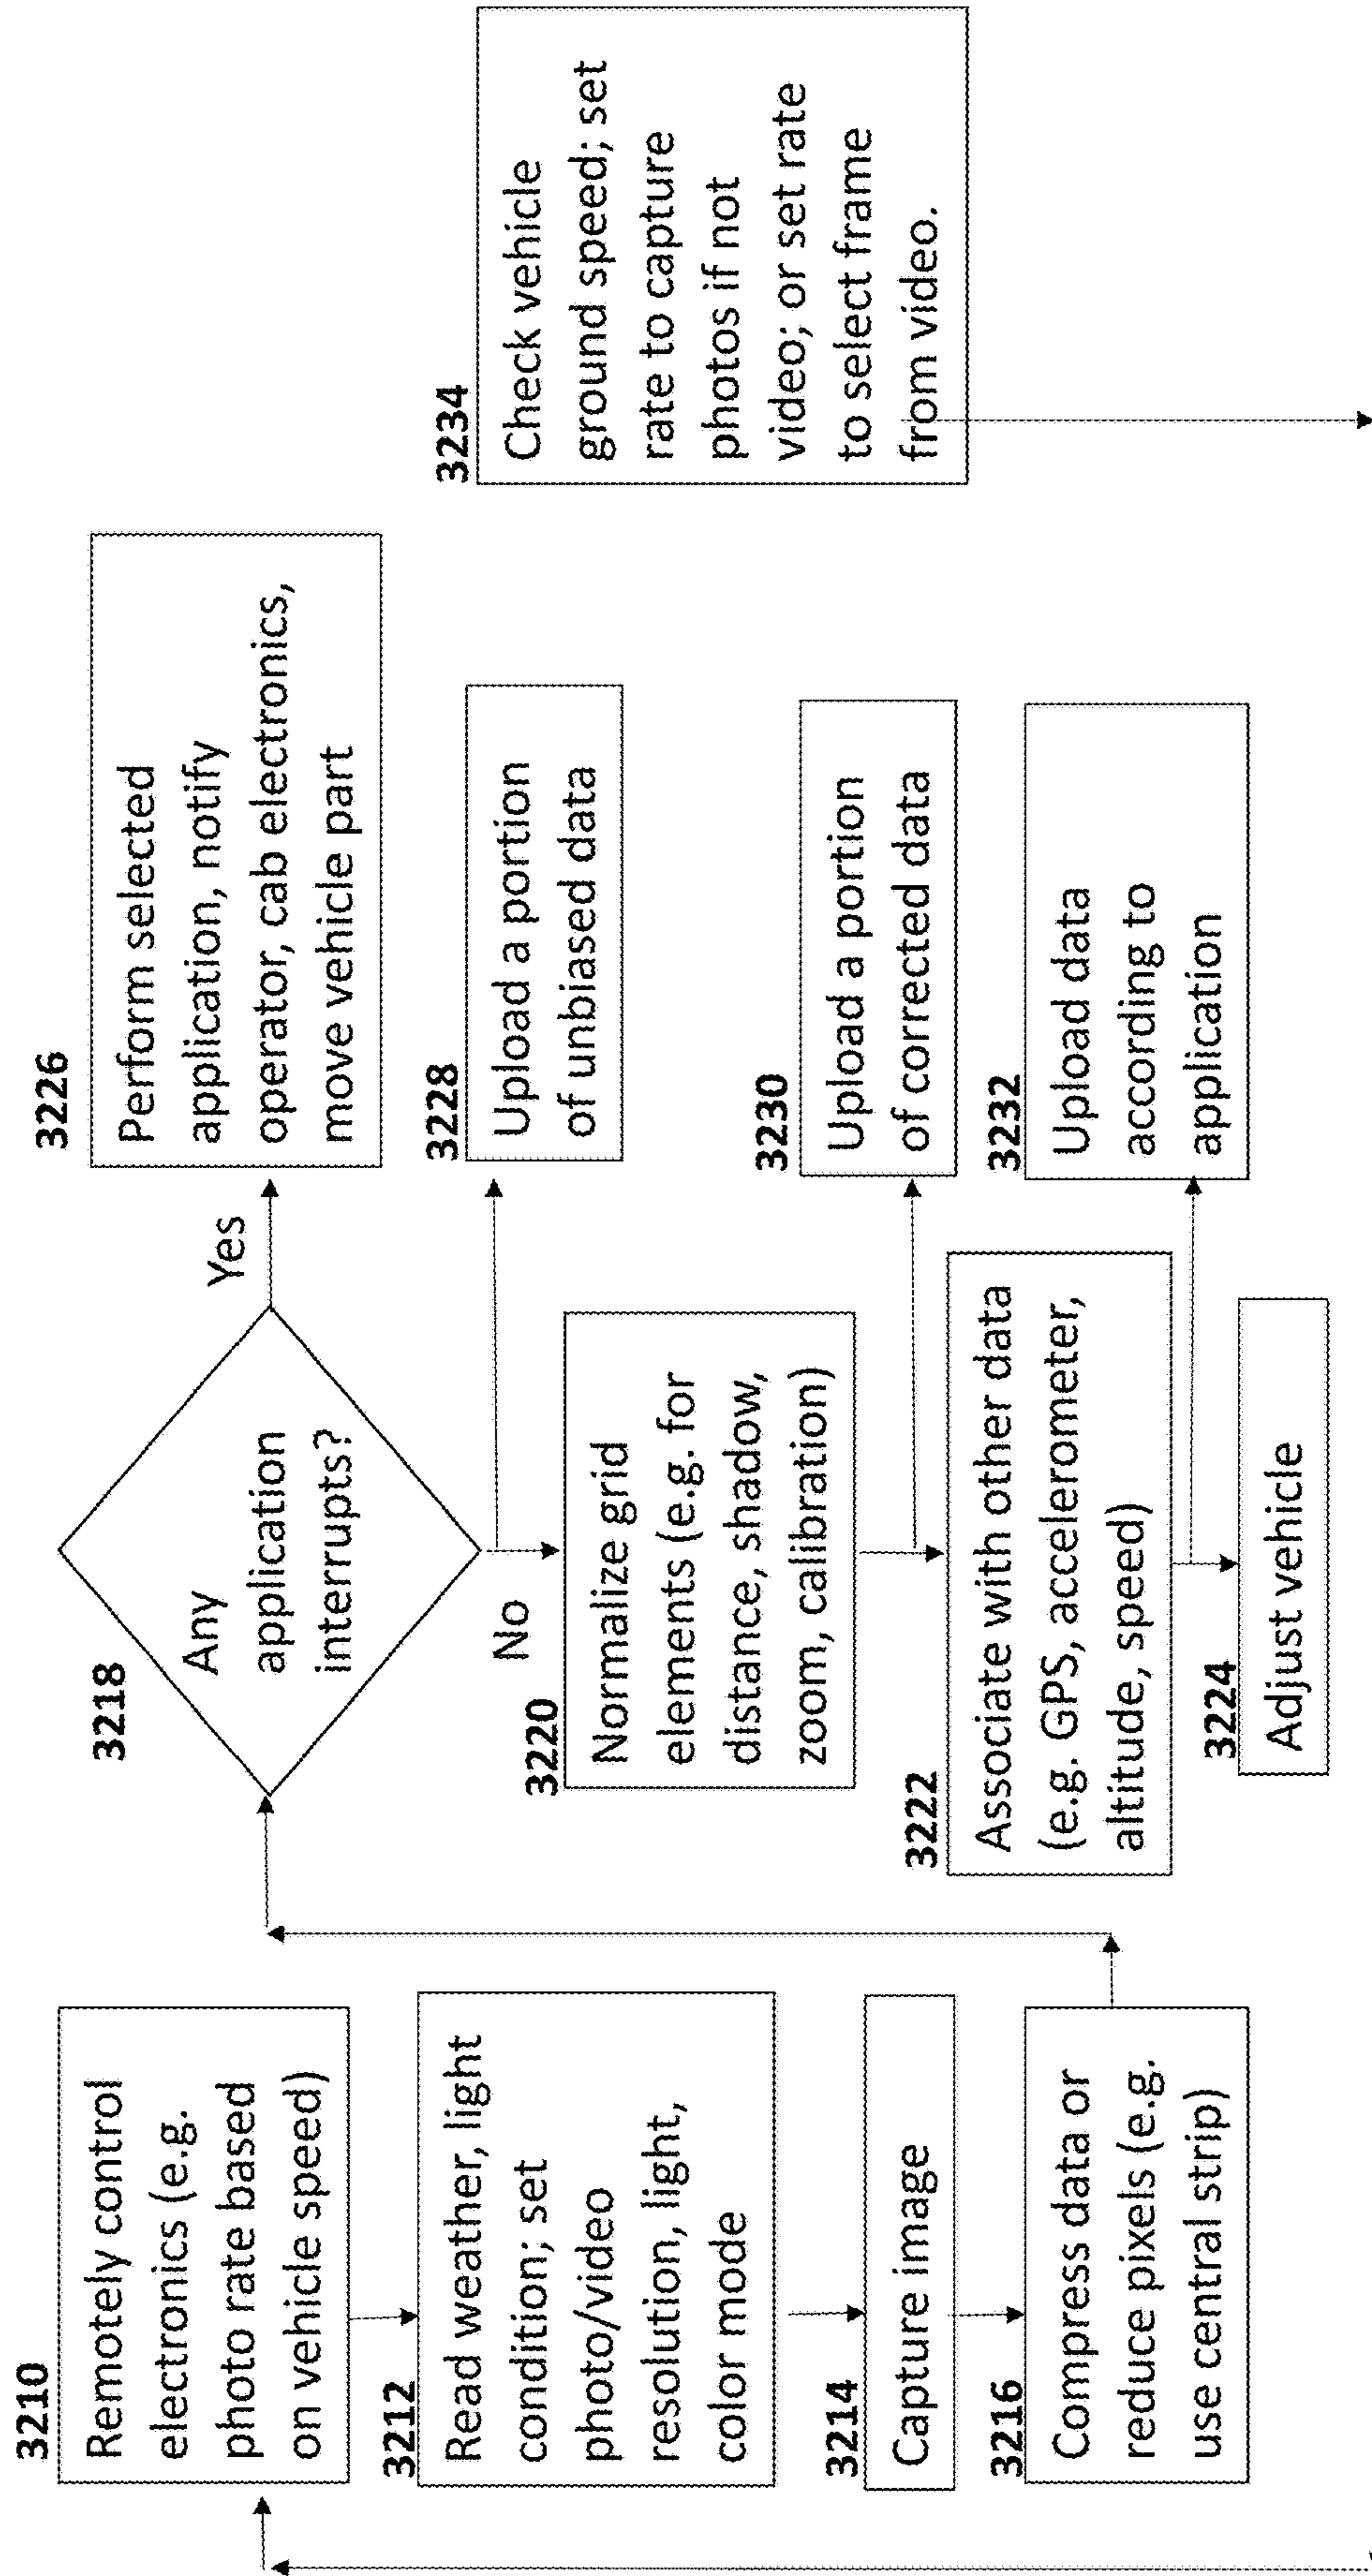 3210
Remotely control
electronics (e.g.
photo rate based
on vehicle speed)
3212
Read weather, light
condition; set
photo/video
resolution, light,
color mode
3214
Capture image
3216
Compress data or
reduce pixels (e.g.
use central strip)
3218
Any
application
interrupts?
Yes
No
3220
Normalize grid
elements (e.g. for
distance, shadow,
zoom, calibration)
3222
Associate with other data
(e.g. GPS, accelerometer,
altitude, speed)
3224
Adjust vehicle
3226
Perform selected
application, notify
operator, cab electronics,
move vehicle part
3228
Upload a portion
of unbiased data
3230
Upload a portion
of corrected data
3232
Upload data
according to
application
3234
Check vehicle
ground speed; set
rate to capture
photos if not
video; or set rate
to select frame
from video.